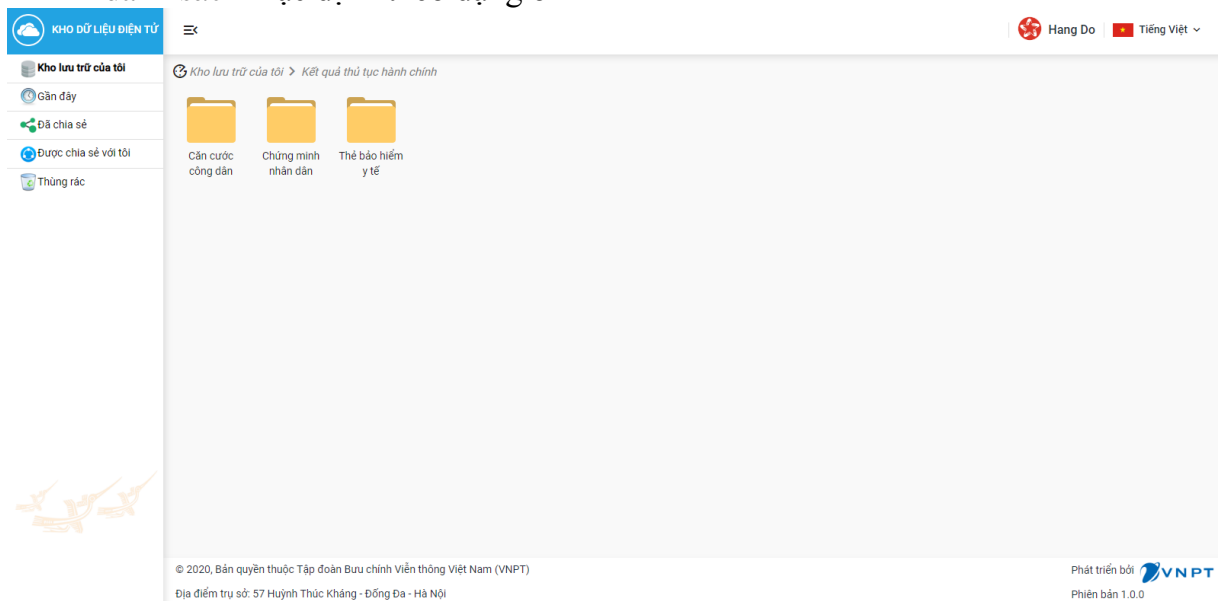 KHO DỮ LIỆU ĐIỆN TỬ
Hang Do
Tiếng Việt
Kho lưu trữ của tôi
Gần đây
Đã chia sẻ
Được chia sẻ với tôi
Thùng rác
Kho lưu trữ của tôi > Kết quả thủ tục hành chính
Căn cước
công dân
Chứng minh
nhân dân
Thẻ bảo hiểm
y tế
© 2020, Bản quyền thuộc Tập đoàn Bưu chính Viễn thông Việt Nam (VNPT)
Địa điểm trụ sở: 57 Huỳnh Thúc Kháng - Đống Đa - Hà Nội
Phát triển bởi VNPT
Phiên bản 1.0.0